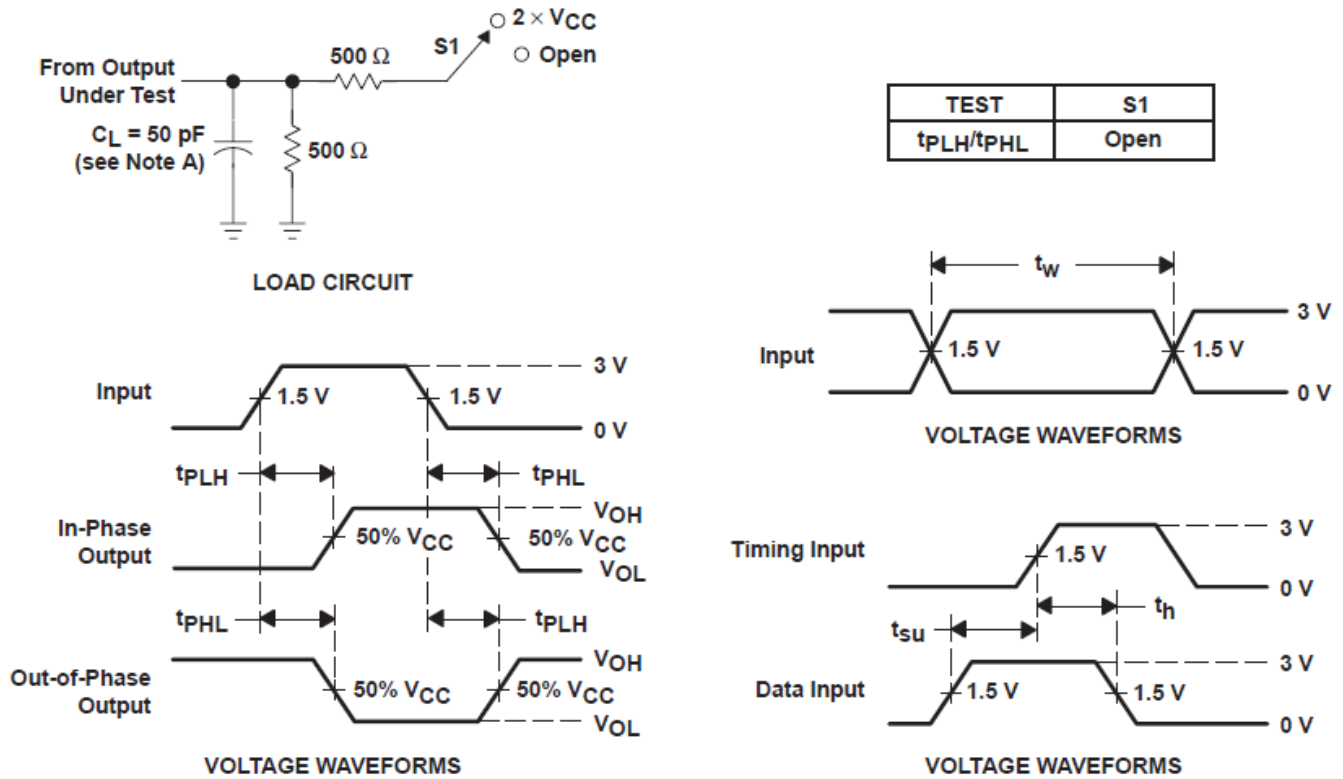 2 × VCC
S1
Open
500 Ω
From Output
Under Test
CL = 50 pF
(see Note A)
500 Ω
LOAD CIRCUIT
TEST S1
tPLH/tPHL Open
tw
3 V
Input
1.5 V 1.5 V
0 V
VOLTAGE WAVEFORMS
3 V
Input
1.5 V 1.5 V
0 V
tPLH tPHL
VOH
In-Phase
Output
50% VCC 50% VCC
VOL
tPHL tPLH
VOH
Out-of-Phase
Output
50% VCC 50% VCC
VOL
VOLTAGE WAVEFORMS
3 V
Timing Input
1.5 V
0 V
th
tsu
3 V
Data Input
1.5 V 1.5 V
0 V
VOLTAGE WAVEFORMS